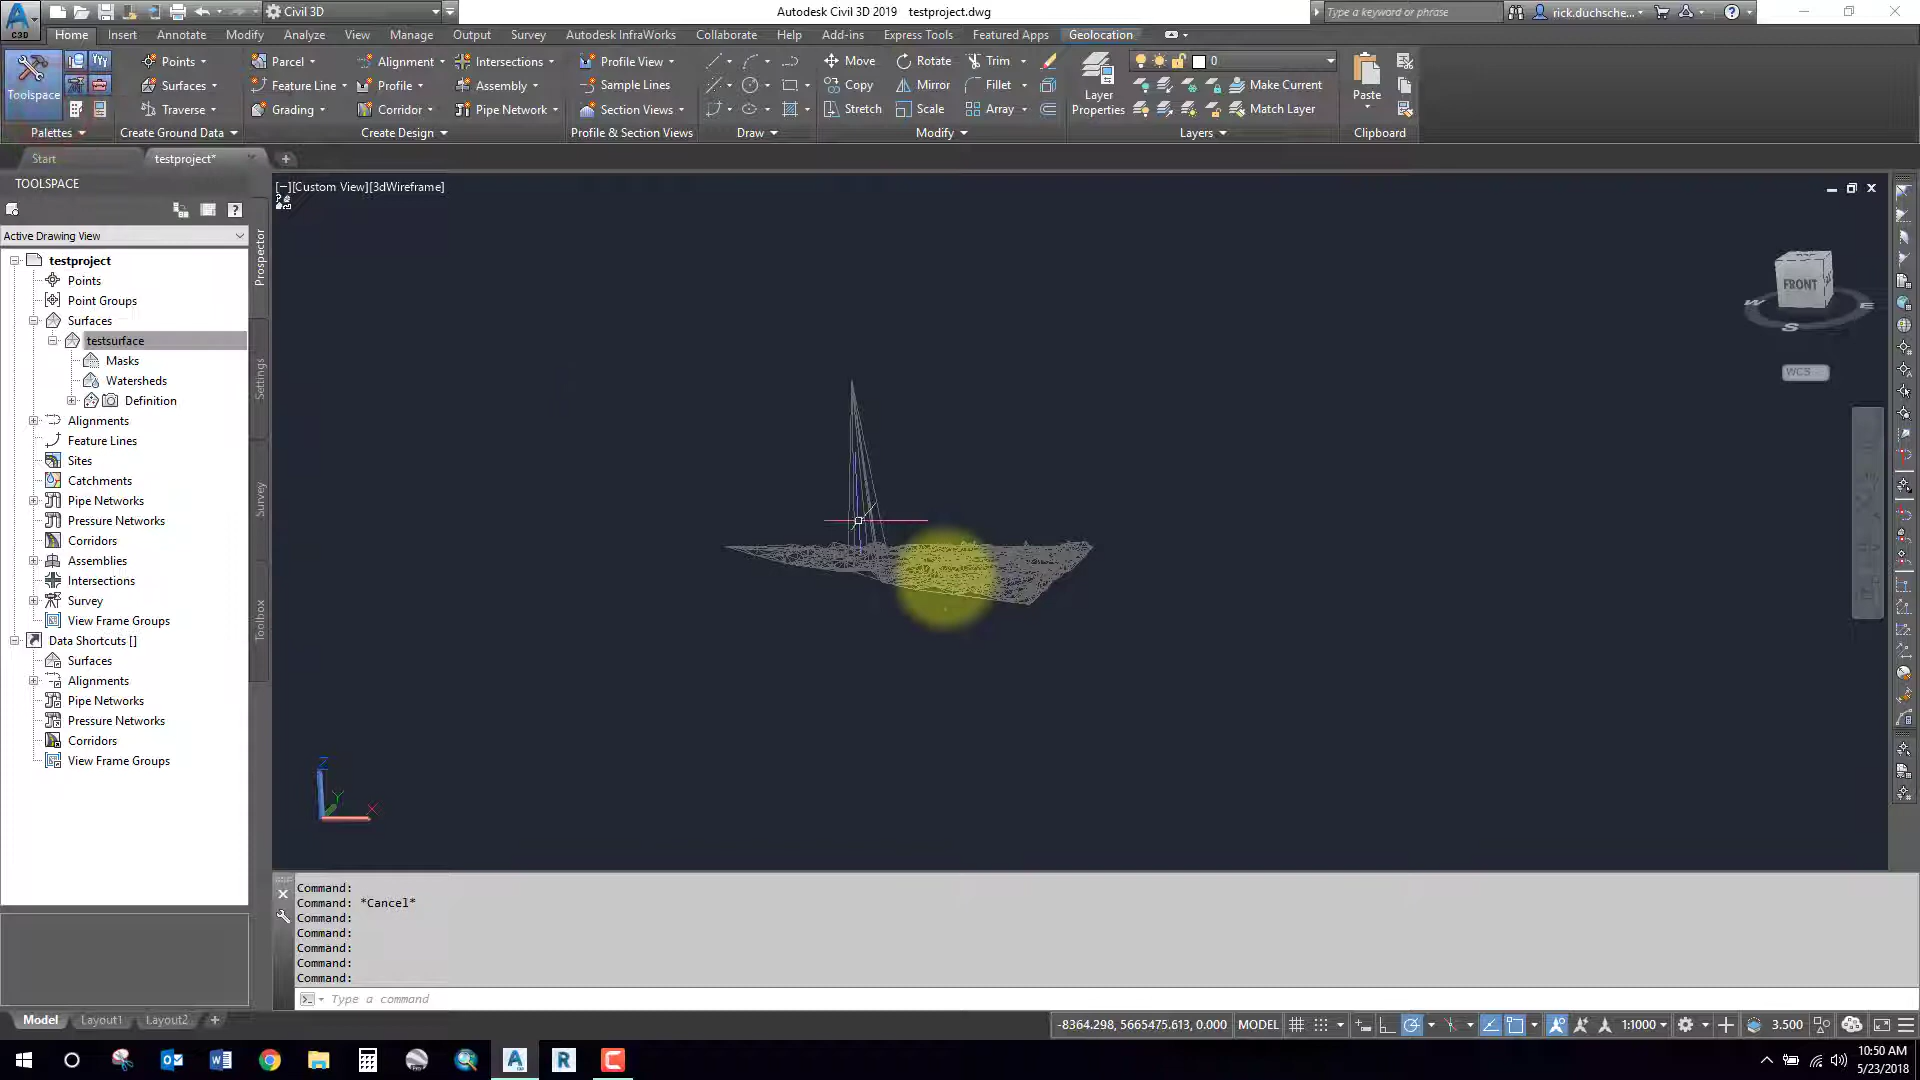 Civil 3D
Autodesk Civil 3D 2019 testproject.dwg
Type a keyword or phrase
rick.duchsche...
C3D
Home Insert Annotate Modify Analyze View Manage Output Survey Autodesk InfraWorks Collaborate Help Add-ins Express Tools Featured Apps Geolocation
Points Parcel Alignment Intersections Profile View Move Rotate Trim 0
Toolspace Surfaces Feature Line Profile Assembly Sample Lines Copy Mirror Fillet Layer Properties Make Current Paste
Traverse Grading Corridor Pipe Network Section Views Stretch Scale Array Match Layer
Palettes Create Ground Data Create Design Profile & Section Views Draw Modify Layers Clipboard
Start testproject*
TOOLSPACE
[−][Custom View][3dWireframe]
Active Drawing View
Prospector
Settings
Survey
Toolbox
testproject
Points
Point Groups
Surfaces
testsurface
Masks
Watersheds
Definition
Alignments
Feature Lines
Sites
Catchments
Pipe Networks
Pressure Networks
Corridors
Assemblies
Intersections
Survey
View Frame Groups
Data Shortcuts []
Surfaces
Alignments
Pipe Networks
Pressure Networks
Corridors
View Frame Groups
FRONT
W S E
WCS
Z
Y
X
Command:
Command: *Cancel*
Command:
Command:
Command:
Command:
Command:
Type a command
Model Layout1 Layout2
-8364.298, 5665475.613, 0.000 MODEL 1:1000 3.500
10:50 AM
5/23/2018